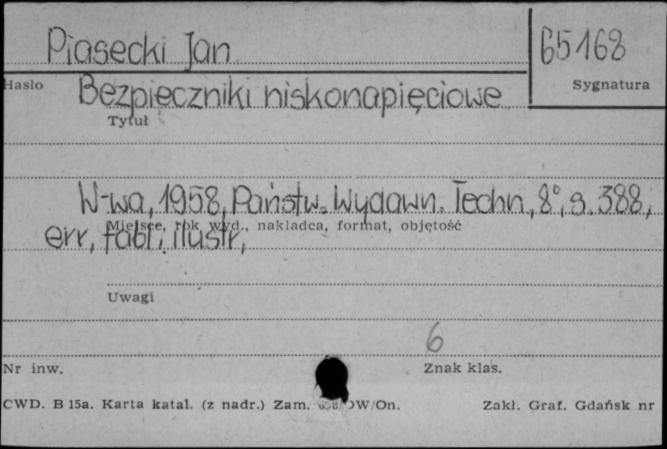 Piasecki Jan 65168
Hasło Sygnatura
Bezpieczniki niskonapięciowe
Tytuł
W-wa, 1958, Państw. Wydawn. Techn., 8°, s. 388,
Miejsce, rok wyd., nakładca, format, objętość
err., tabl., ilustr.,
Uwagi
6
Nr inw. Znak klas.
CWD. B 15a. Karta katal. (z nadr.) Zam. OW/On. Zakł. Graf. Gdańsk nr